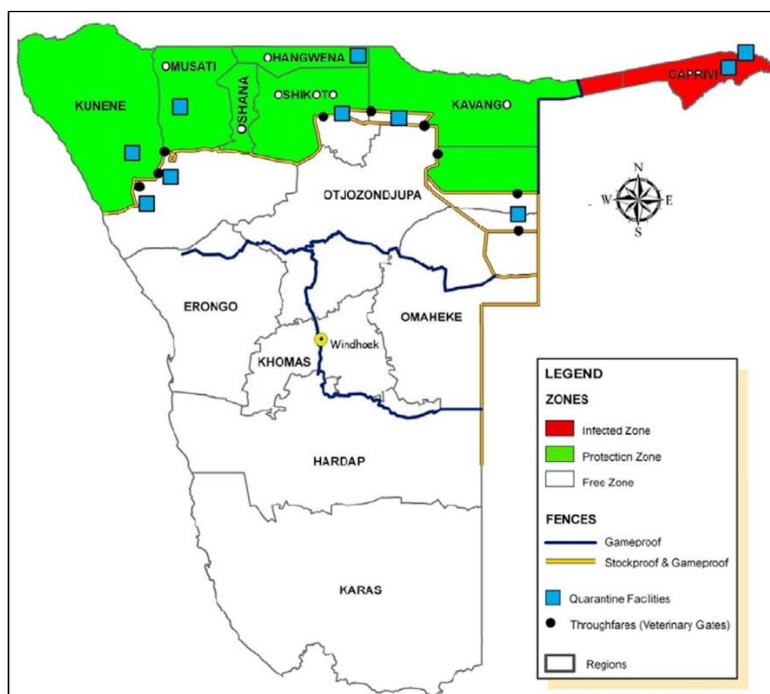 OHANGWENA
OMUSATI
CAPRIVI
KUNENE
OSHANA
OSHIKOTO
KAVANGO
N
W
E
S
OTJOZONDJUPA
ERONGO
OMAHEKE
Windhoek
KHOMAS
HARDAP
KARAS
LEGEND
ZONES
Infected Zone
Protection Zone
Free Zone
FENCES
Gameproof
Stockproof & Gameproof
Quarantine Facilities
Throughfares (Veterinary Gates)
Regions